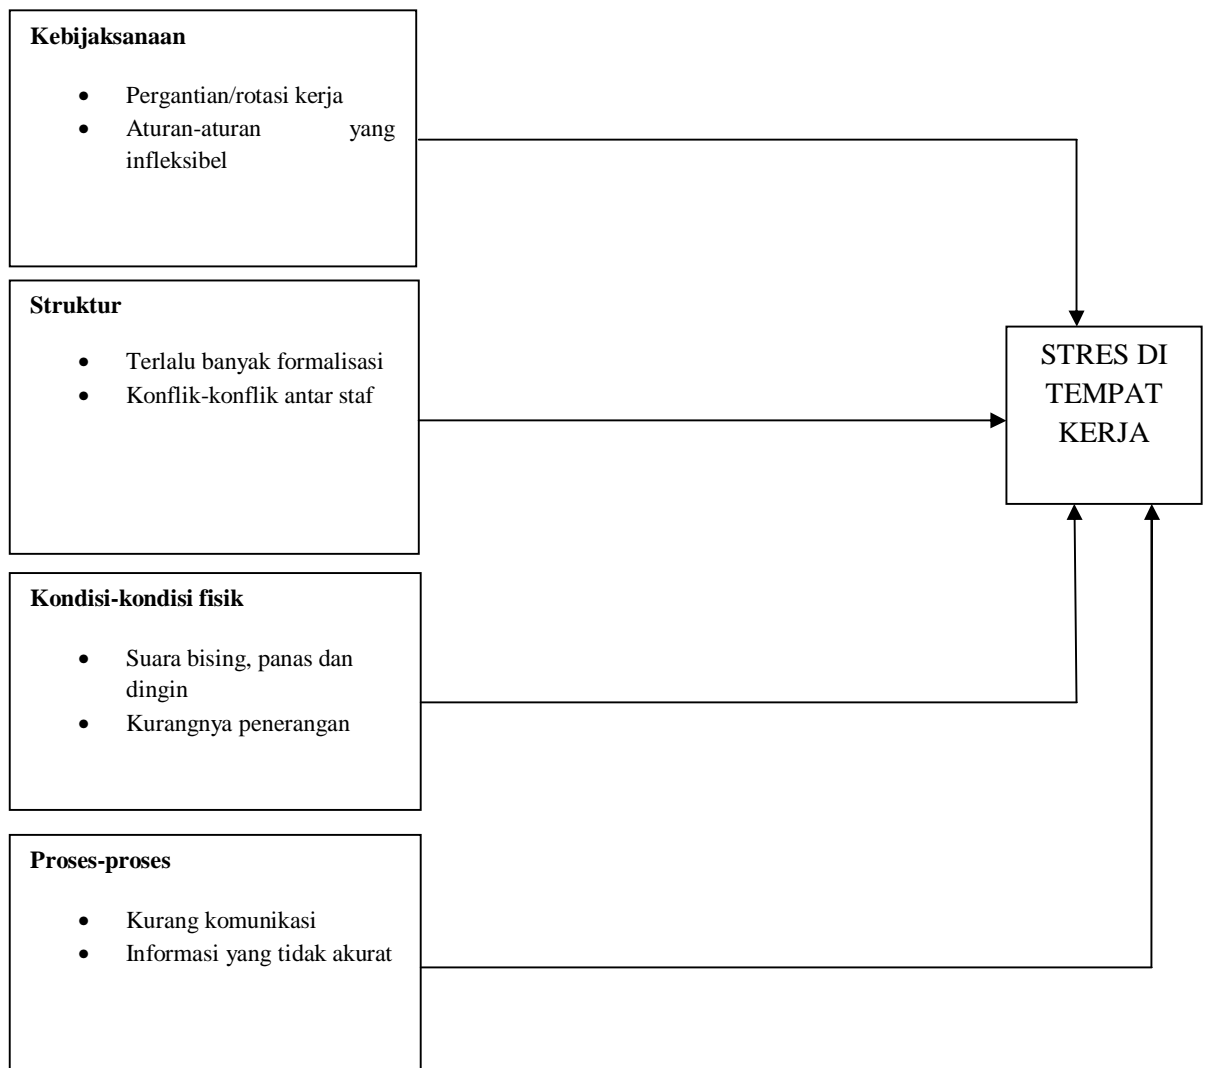 Kebijaksanaan
• Pergantian/rotasi kerja
• Aturan-aturan yang
infleksibel
Struktur
• Terlalu banyak formalisasi
• Konflik-konflik antar staf
STRES DI
TEMPAT
KERJA
Kondisi-kondisi fisik
• Suara bising, panas dan
dingin
• Kurangnya penerangan
Proses-proses
• Kurang komunikasi
• Informasi yang tidak akurat